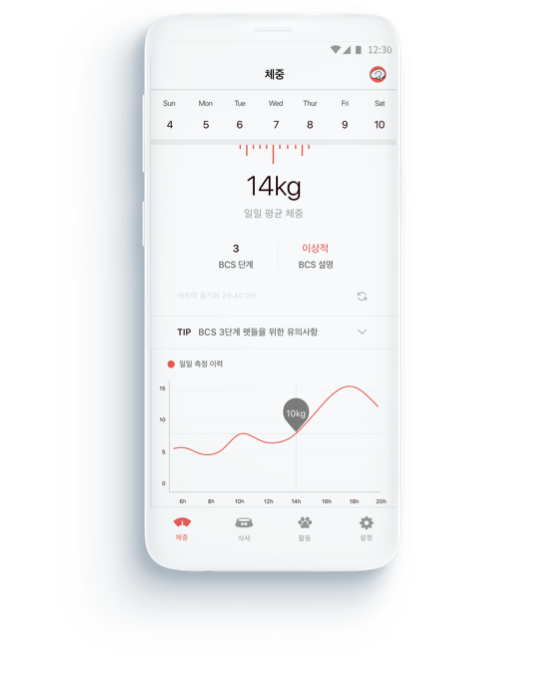 12:30
체중
Sun Mon Tue Wed Thur Fri Sat
4 5 6 7 8 9 10
14kg
일일 평균 체중
3 이상적
BCS 단계 BCS 설명
마지막 동기화 20:40:00
TIP BCS 3단계 펫들을 위한 유의사항
일일 측정 이력
15
10
5
0
10kg
6h 8h 10h 12h 14h 16h 18h 20h
체중 식사 활동 설정